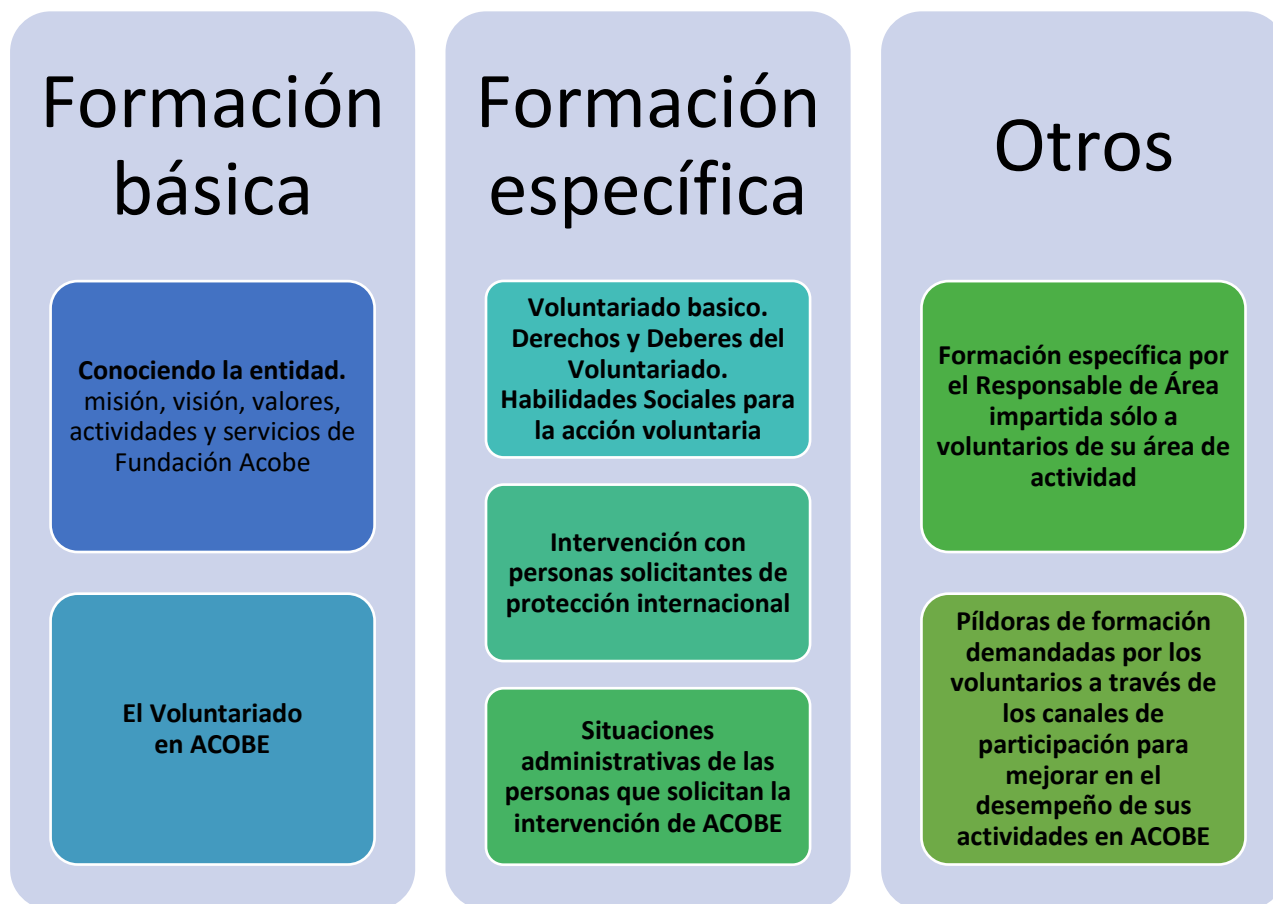 Formación
básica
Conociendo la entidad.
misión, visión, valores,
actividades y servicios de
Fundación Acobe
El Voluntariado
en ACOBE
Formación
específica
Voluntariado basico.
Derechos y Deberes del
Voluntariado.
Habilidades Sociales para
la acción voluntaria
Intervención con
personas solicitantes de
protección internacional
Situaciones
administrativas de las
personas que solicitan la
intervención de ACOBE
Otros
Formación específica por
el Responsable de Área
impartida sólo a
voluntarios de su área de
actividad
Píldoras de formación
demandadas por los
voluntarios a través de
los canales de
participación para
mejorar en el
desempeño de sus
actividades en ACOBE